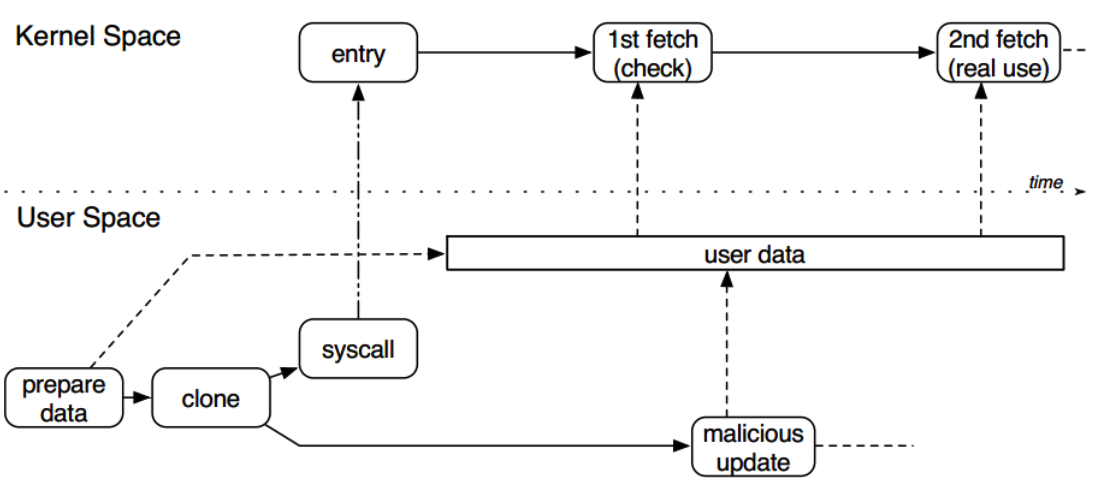 Kernel Space
entry
1st fetch
(check)
2nd fetch
(real use)
time
User Space
user data
syscall
prepare
data
clone
malicious
update